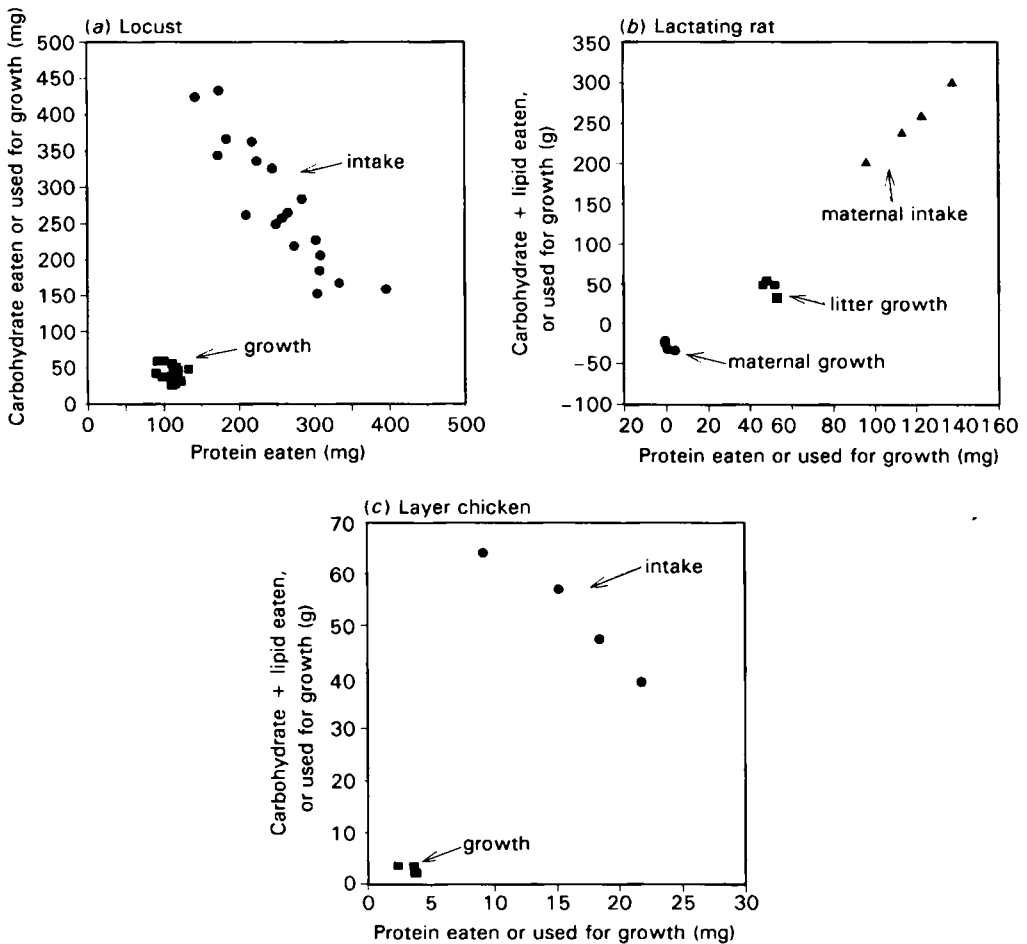 (a) Locust
Carbohydrate eaten or used for growth (mg)
500
450
400
350
300
250
200
150
100
50
0
intake
growth
0 100 200 300 400 500
Protein eaten (mg)
(b) Lactating rat
Carbohydrate + lipid eaten,
or used for growth (g)
350
300
250
200
150
100
50
0
−50
−100
maternal intake
litter growth
maternal growth
20 0 20 40 60 80 100 120 140 160
Protein eaten or used for growth (mg)
(c) Layer chicken
Carbohydrate + lipid eaten,
or used for growth (g)
70
60
50
40
30
20
10
0
intake
growth
0 5 10 15 20 25 30
Protein eaten or used for growth (mg)